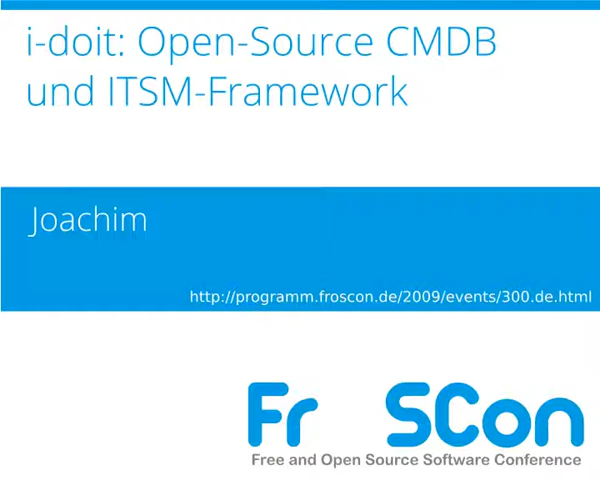 i-doit: Open-Source CMDB
und ITSM-Framework
Joachim
http://programm.froscon.de/2009/events/300.de.html
Fr SCon
Free and Open Source Software Conference